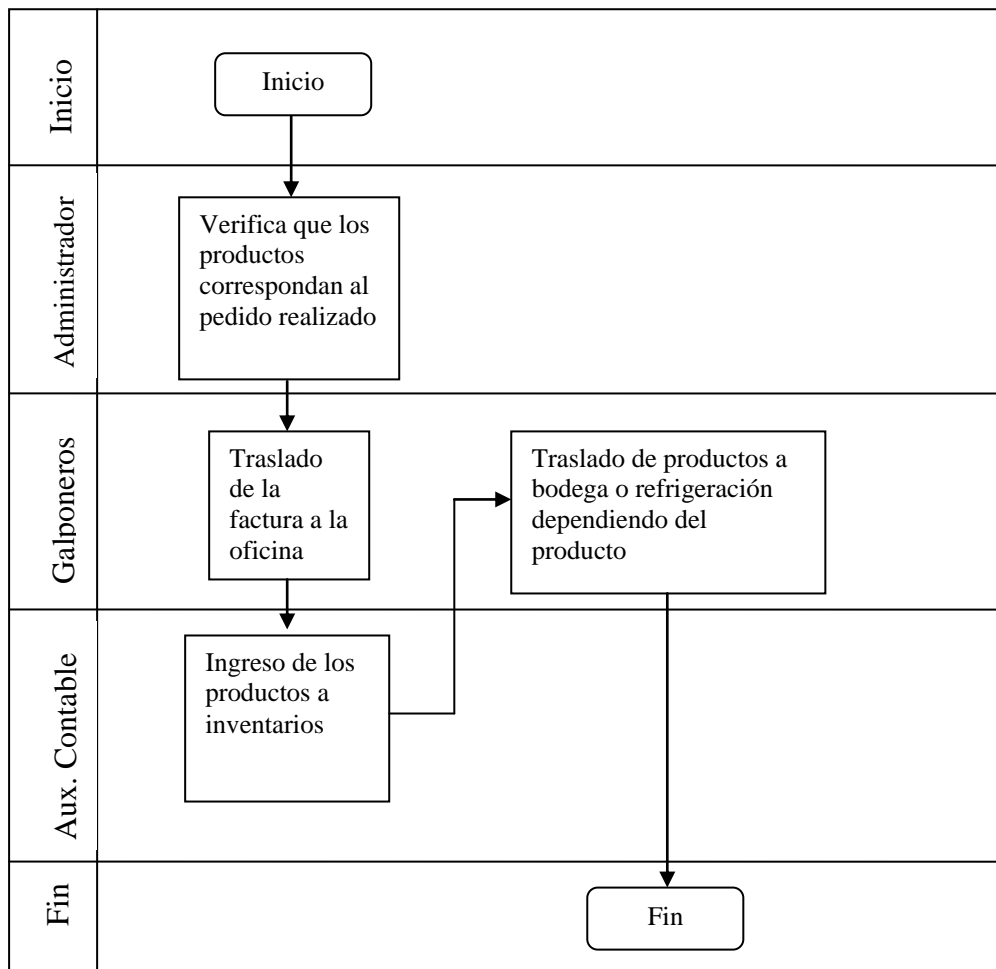 Inicio
Inicio
Administrador
Verifica que los
productos
correspondan al
pedido realizado
Galponeros
Traslado
de la
factura a la
oficina
Traslado de productos a
bodega o refrigeración
dependiendo del
producto
Aux. Contable
Ingreso de los
productos a
inventarios
Fin
Fin